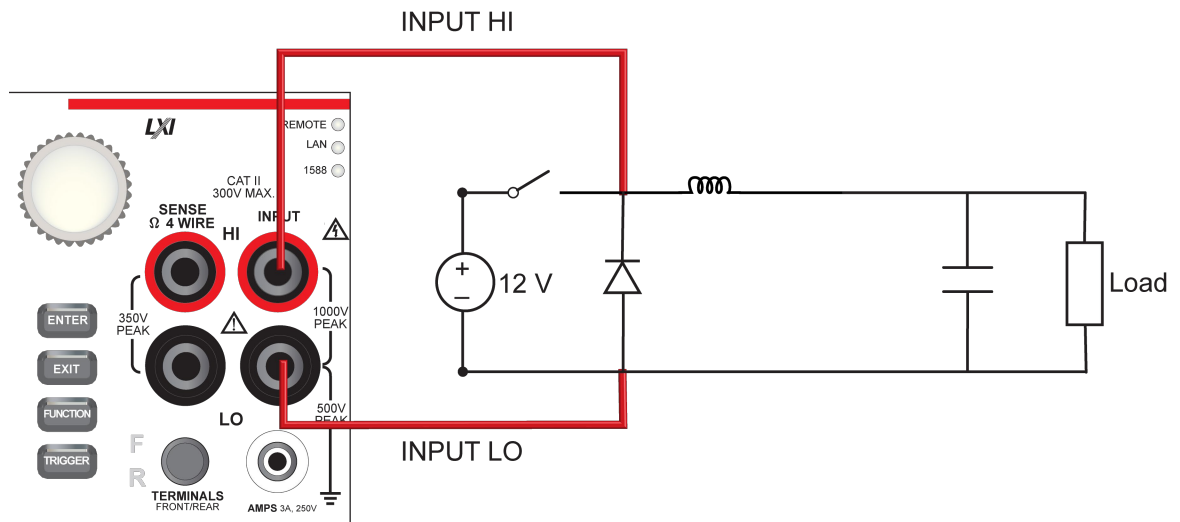 INPUT HI
LXI
REMOTE
LAN
1588
CAT II
300V MAX.
SENSE
Ω 4 WIRE
HI
INPUT
350V
PEAK
1000V
PEAK
ENTER
EXIT
FUNCTION
TRIGGER
LO
500V
PEAK
F
R
TERMINALS
FRONT/REAR
AMPS 3A, 250V
+
−
12 V
Load
INPUT LO